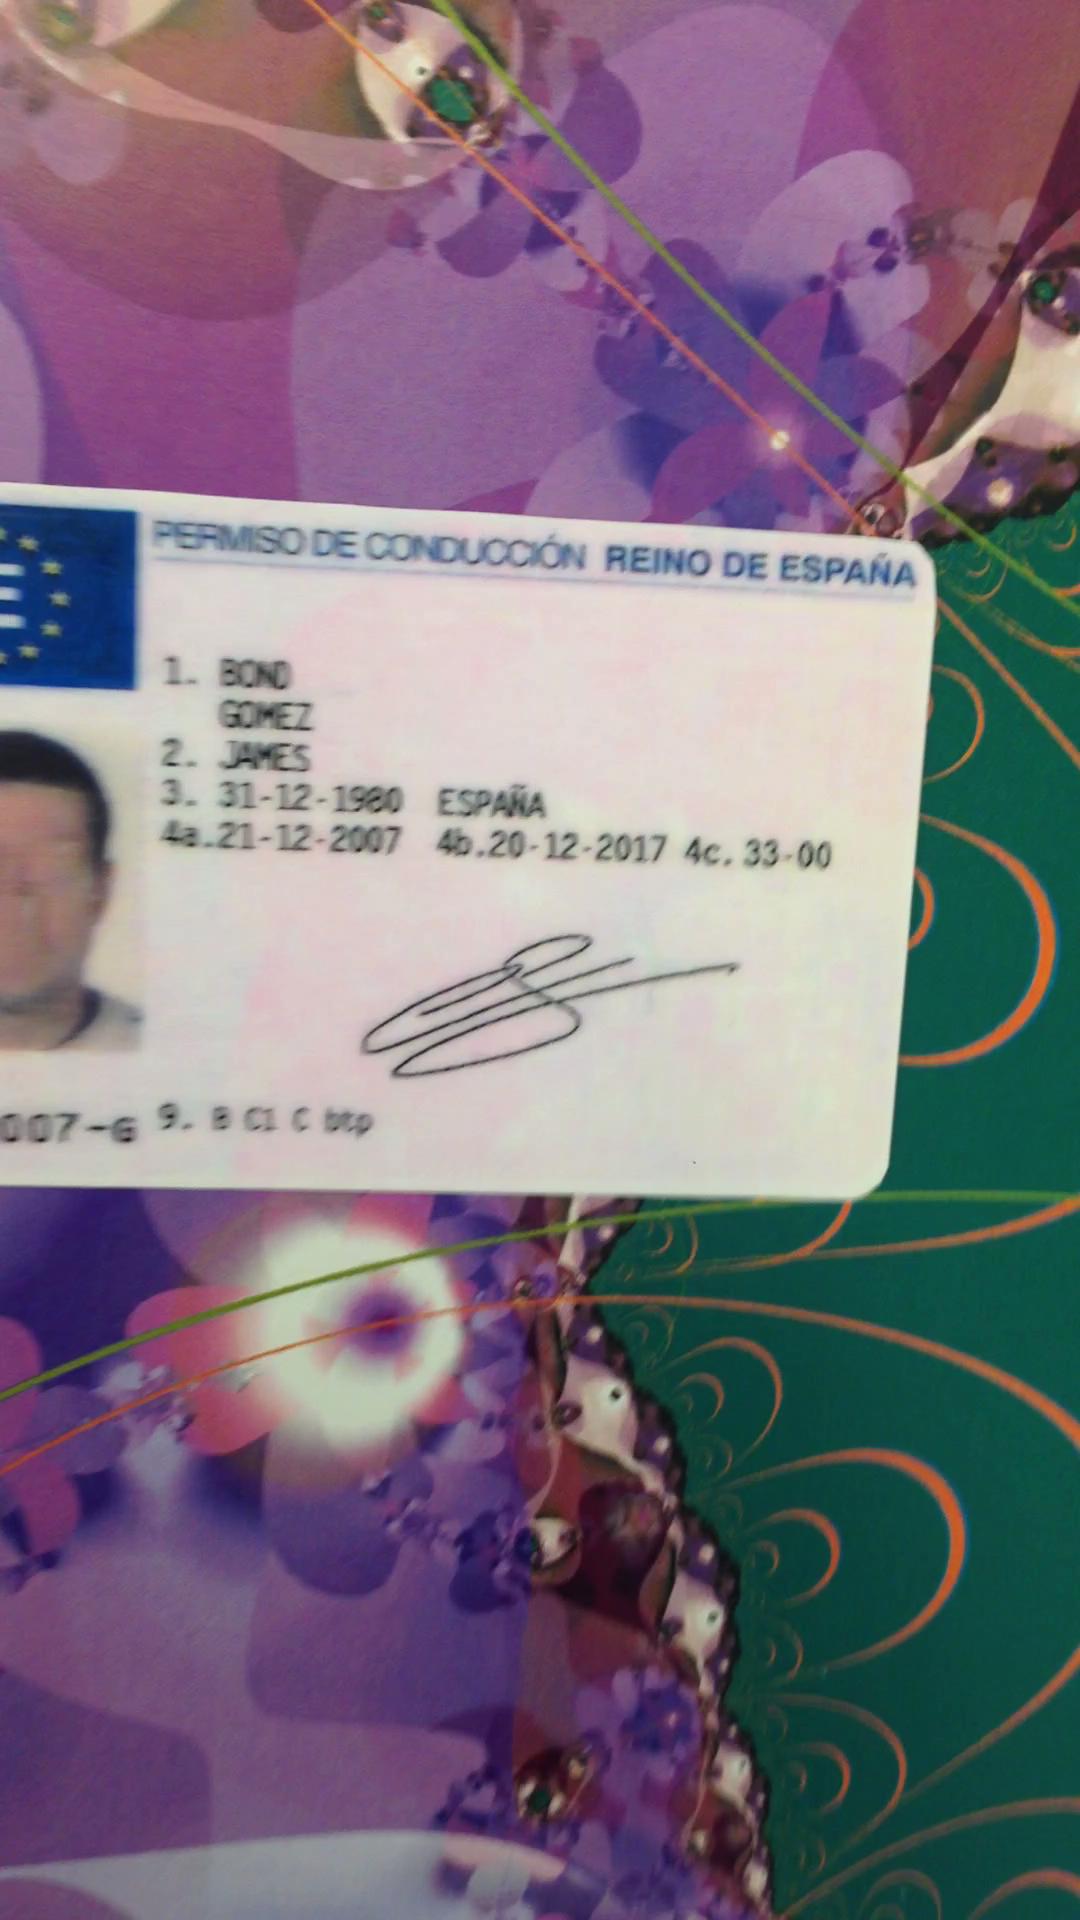 PERMISO DE CONDUCCIÓN REINO DE ESPAÑA
1. BOND
GOMEZ
2. JAMES
3. 31-12-1980 ESPAÑA
4a.21-12-2007 4b.20-12-2017 4c. 33-00
007-G 9. B C1 C btp